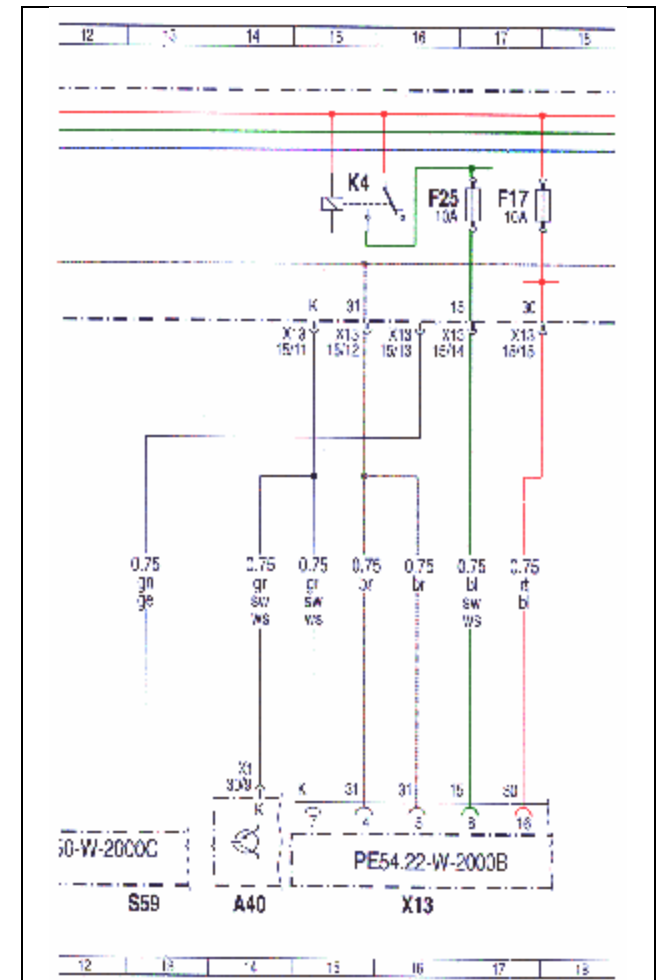 12 13 14 15 16 17 18
K4
F25 F17
10A 10A
K 31 15 30
X13 X13 X13 X13 X13
15/11 15/12 15/13 15/14 15/15
0.75 0.75 0.75 0.75 0.75 0.75 0.75
gn gr gr br br bl rt
ge sw sw sw bl
ws ws ws
X1
30/9
K 31 31 15 30
K
7 4 5 8 16
50-W-2000C
PE54.22-W-2000B
S59 A40 X13
12 13 14 15 16 17 18